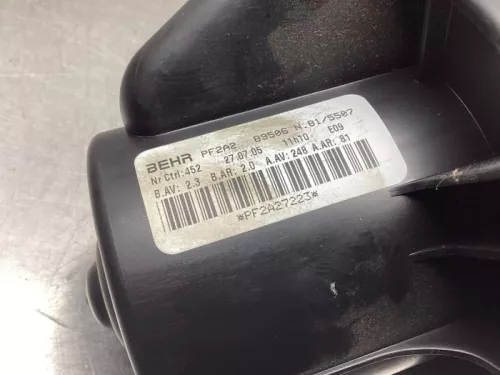 BEHR PF2A2 B9506 N.81/5507
Nr Ctrl:452 27.07.05 11h10 E09
B.AV: 2.3 B.AR: 2.0 A.AV: 248 A.AR: 81
*PF2A27223*